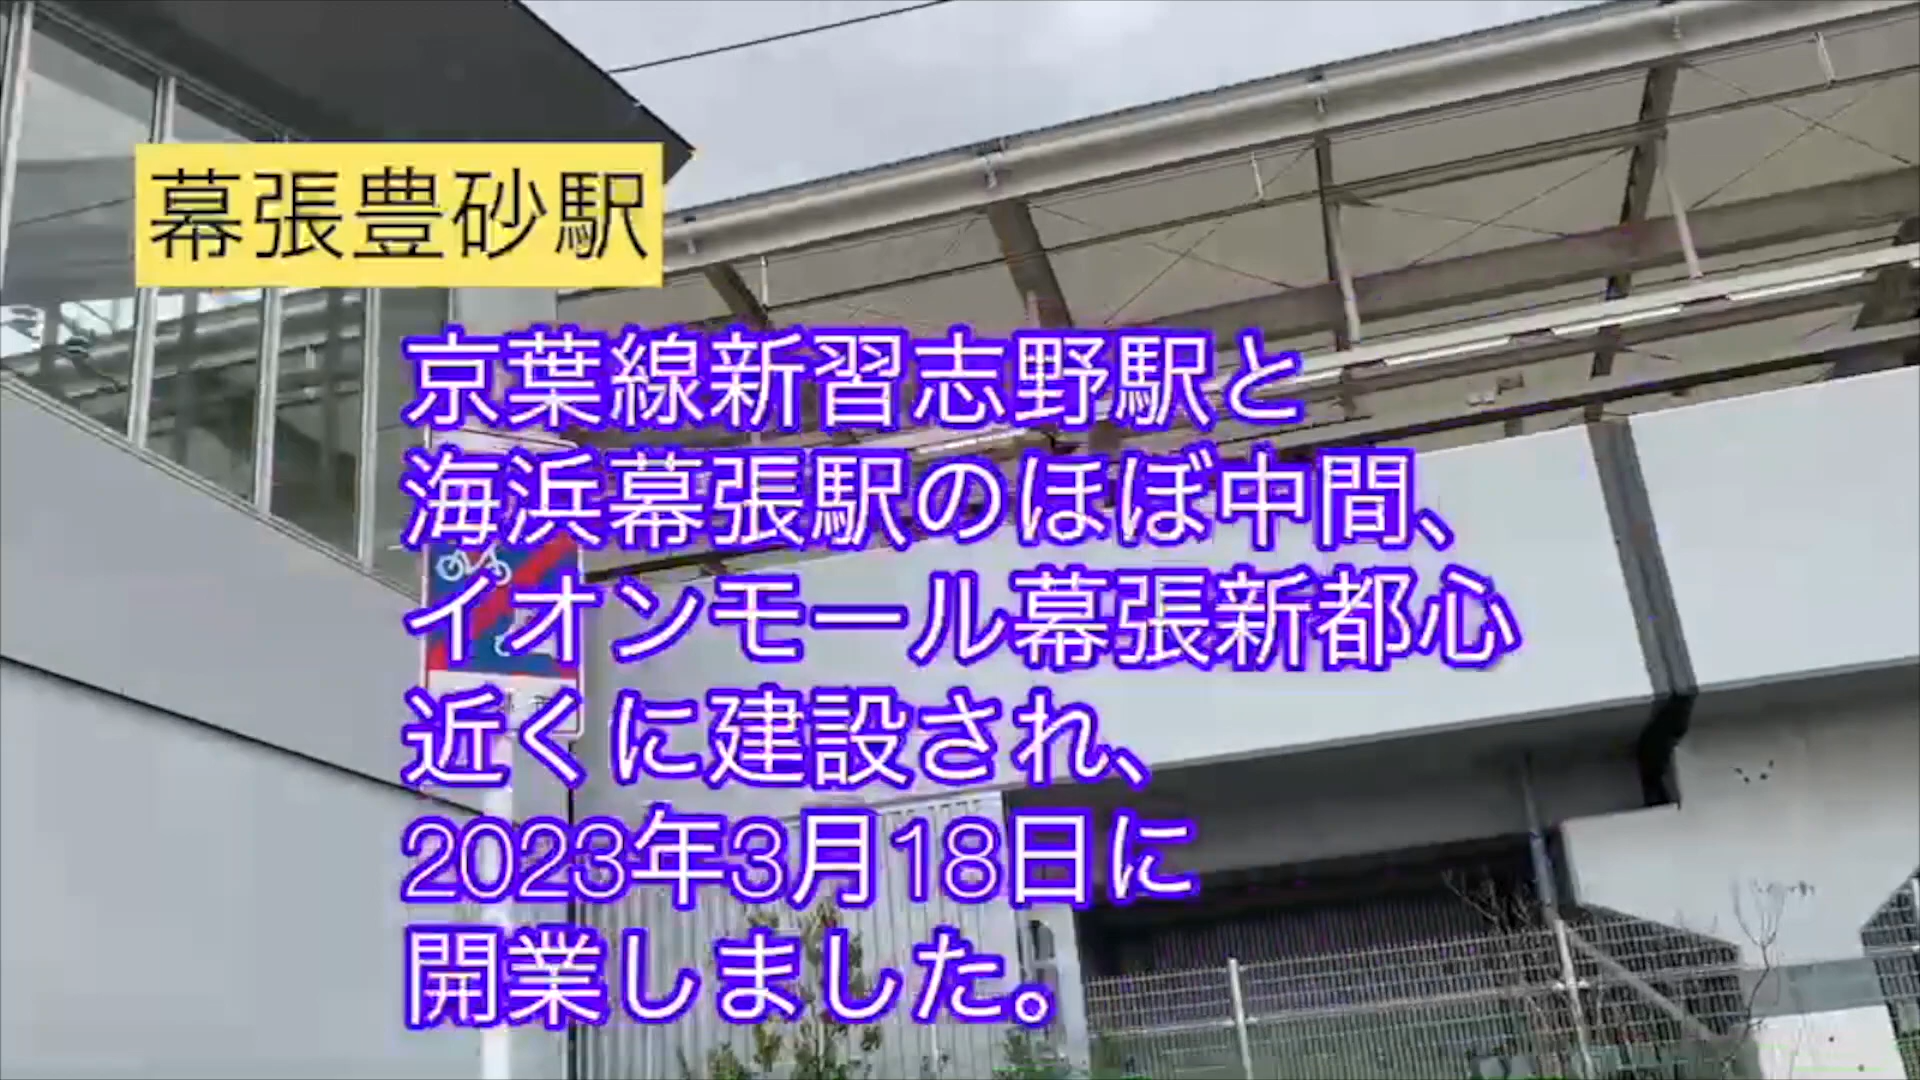 幕張豊砂駅
京葉線新習志野駅と
海浜幕張駅のほぼ中間、
イオンモール幕張新都心
近くに建設され、
2023年3月18日に
開業しました。